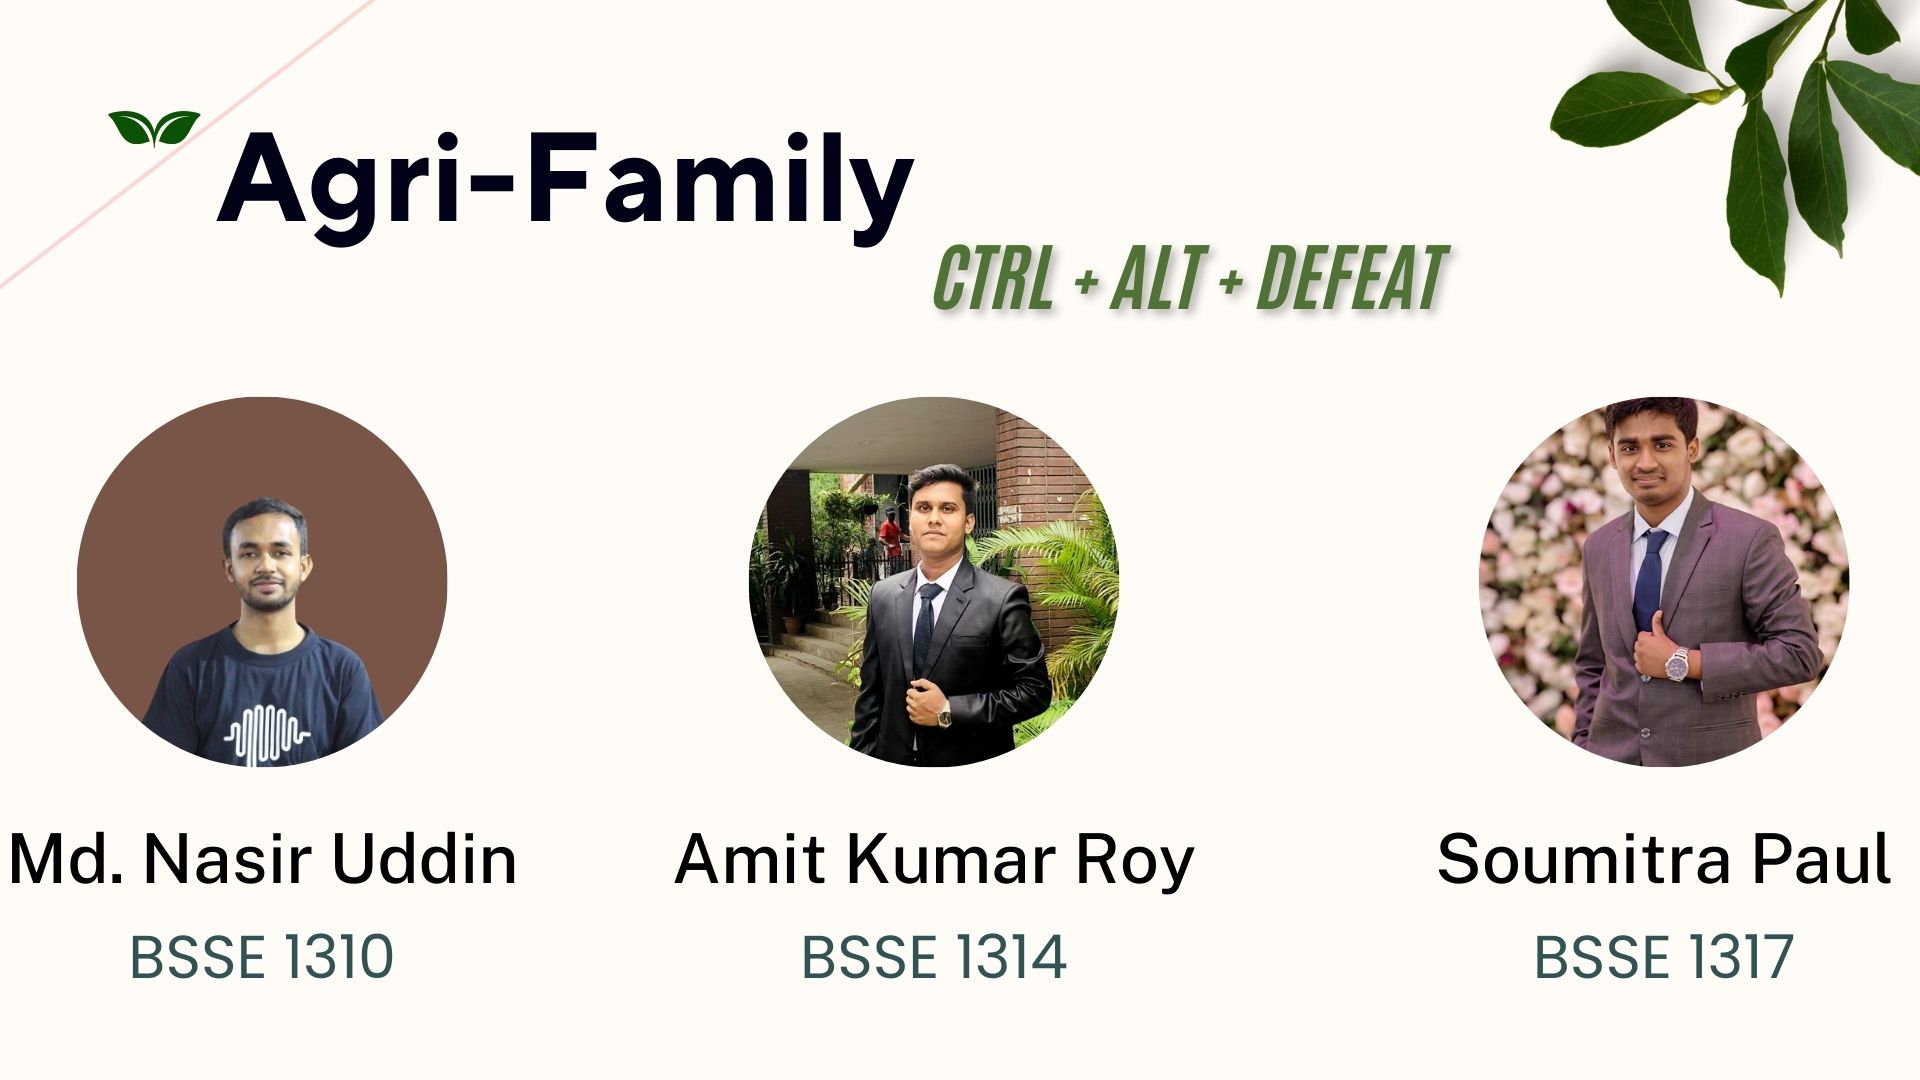 Agri-Family
CTRL + ALT + DEFEAT
Md. Nasir Uddin
BSSE 1310
Amit Kumar Roy
BSSE 1314
Soumitra Paul
BSSE 1317